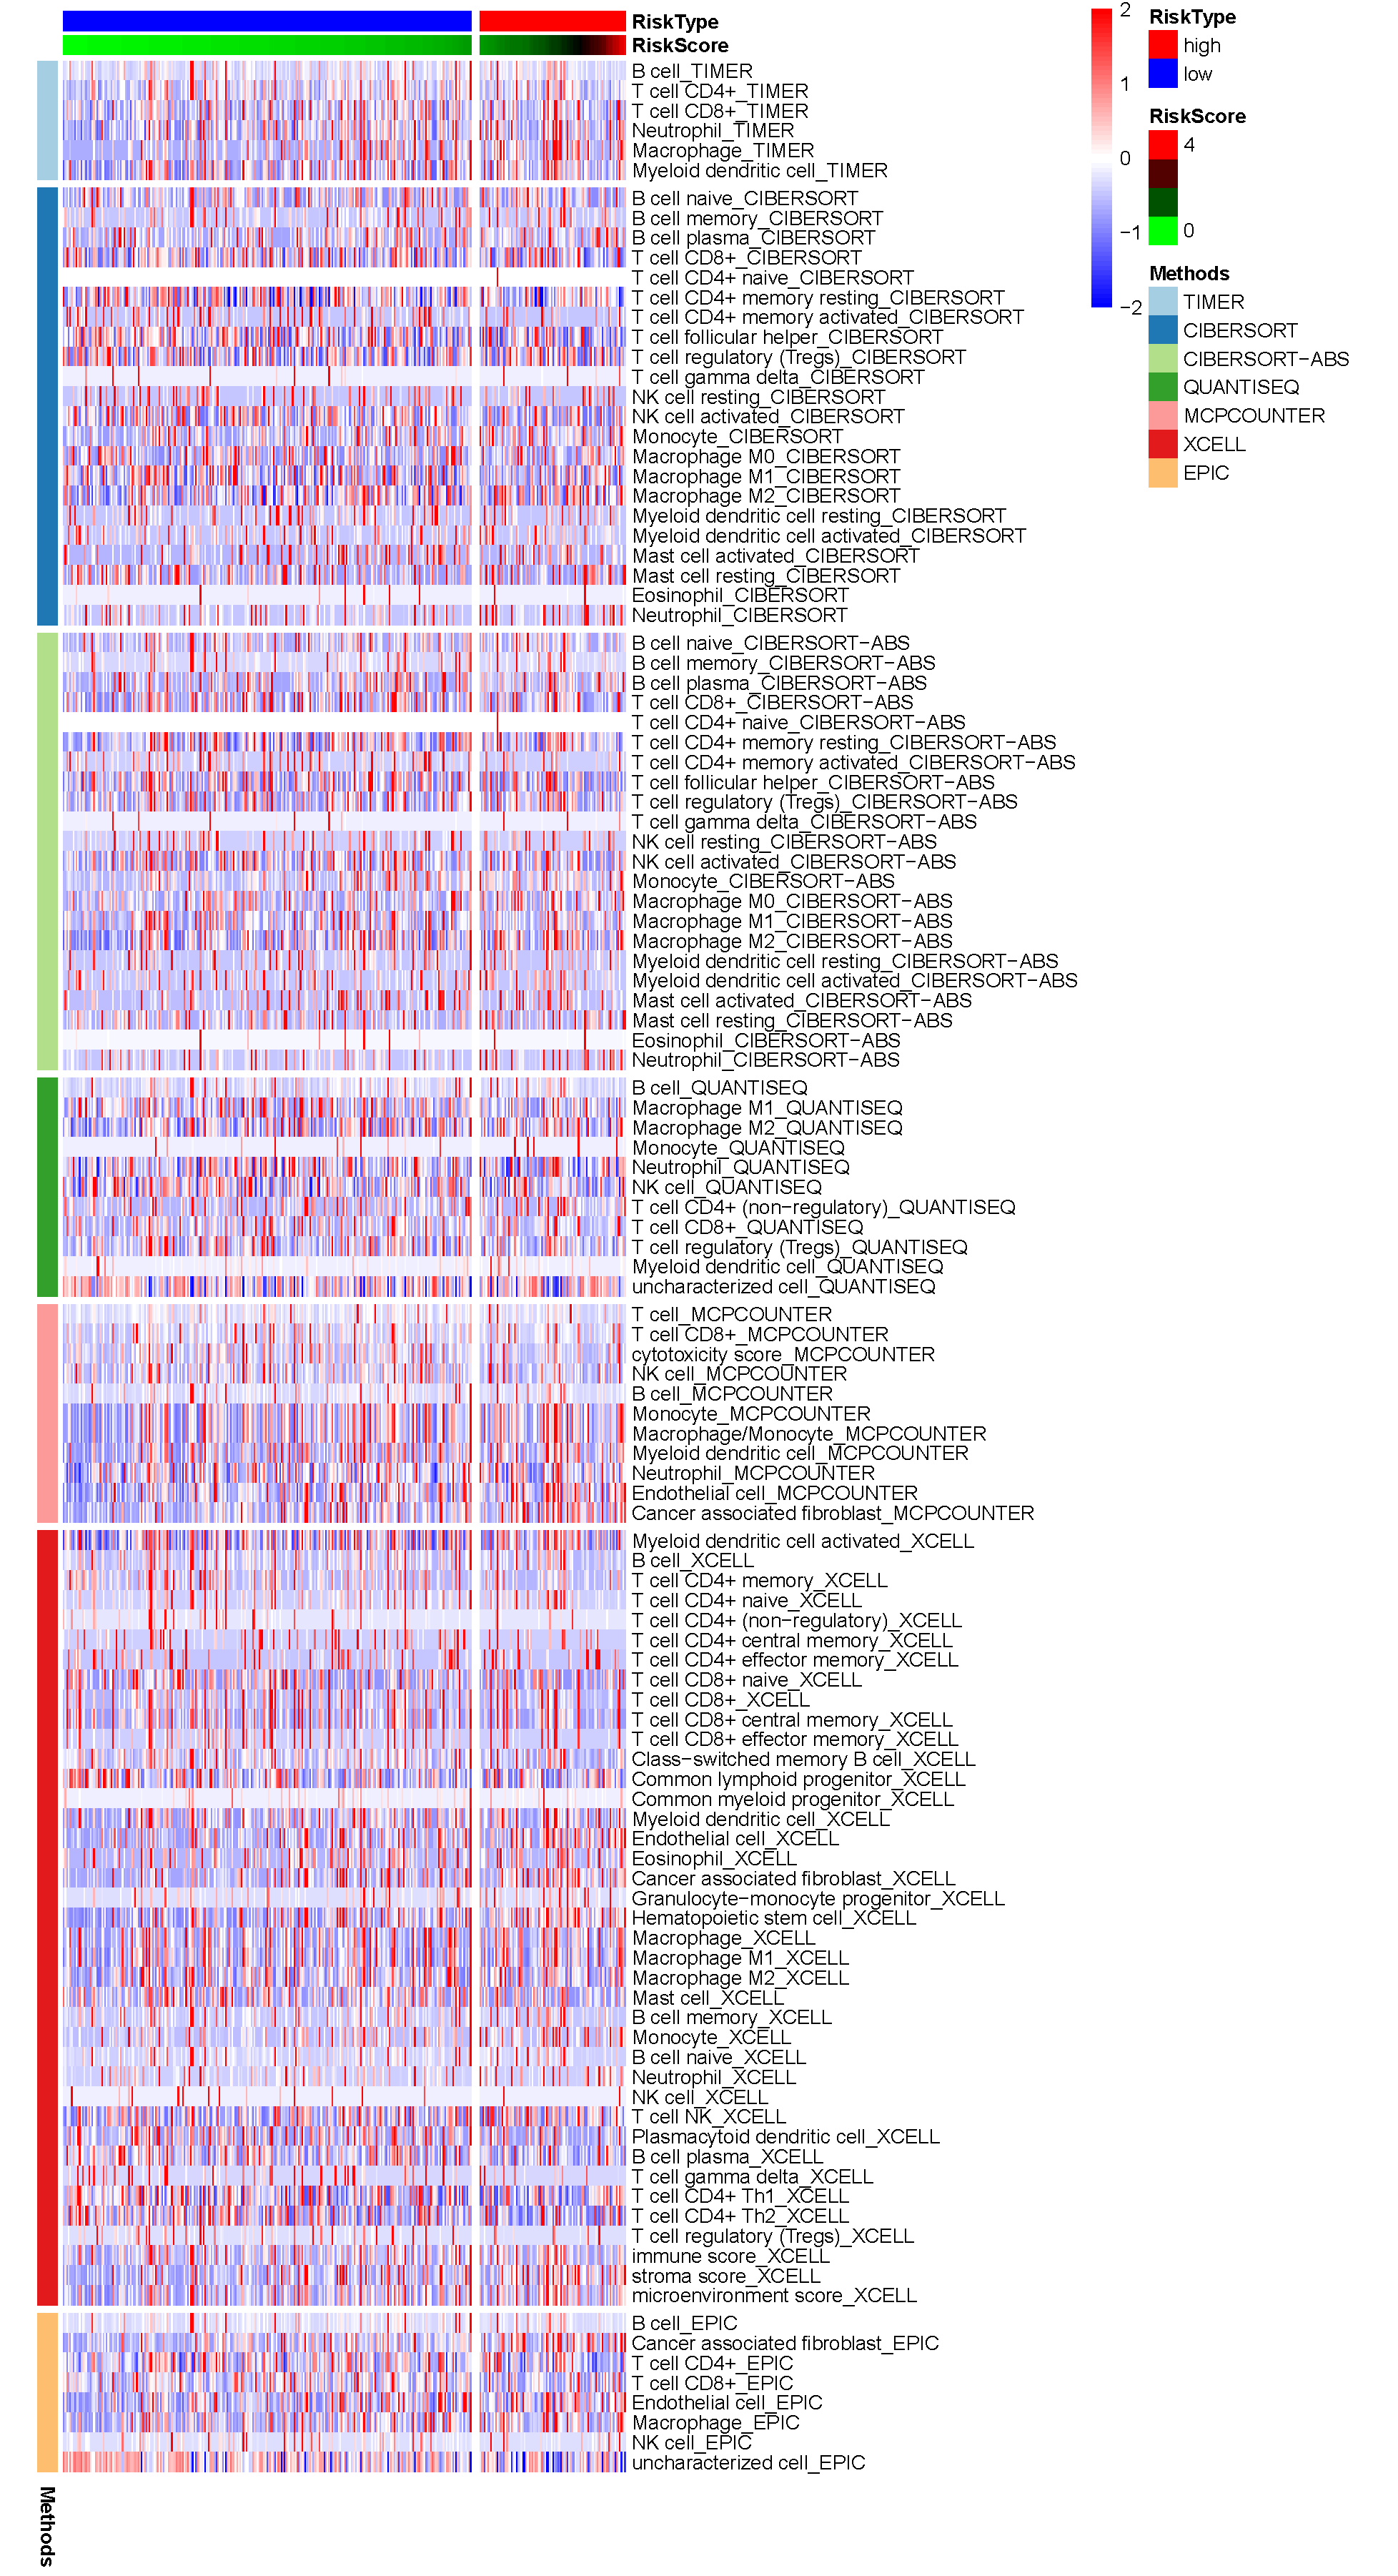 RiskType
RiskScore
B cell_TIMER
T cell CD4+_TIMER
T cell CD8+_TIMER
Neutrophil_TIMER
Macrophage_TIMER
Myeloid dendritic cell_TIMER
B cell naive_CIBERSORT
B cell memory_CIBERSORT
B cell plasma_CIBERSORT
T cell CD8+_CIBERSORT
T cell CD4+ naive_CIBERSORT
T cell CD4+ memory resting_CIBERSORT
T cell CD4+ memory activated_CIBERSORT
T cell follicular helper_CIBERSORT
T cell regulatory (Tregs)_CIBERSORT
T cell gamma delta_CIBERSORT
NK cell resting_CIBERSORT
NK cell activated_CIBERSORT
Monocyte_CIBERSORT
Macrophage M0_CIBERSORT
Macrophage M1_CIBERSORT
Macrophage M2_CIBERSORT
Myeloid dendritic cell resting_CIBERSORT
Myeloid dendritic cell activated_CIBERSORT
Mast cell activated_CIBERSORT
Mast cell resting_CIBERSORT
Eosinophil_CIBERSORT
Neutrophil_CIBERSORT
B cell naive_CIBERSORT−ABS
B cell memory_CIBERSORT−ABS
B cell plasma_CIBERSORT−ABS
T cell CD8+_CIBERSORT−ABS
T cell CD4+ naive_CIBERSORT−ABS
T cell CD4+ memory resting_CIBERSORT−ABS
T cell CD4+ memory activated_CIBERSORT−ABS
T cell follicular helper_CIBERSORT−ABS
T cell regulatory (Tregs)_CIBERSORT−ABS
T cell gamma delta_CIBERSORT−ABS
NK cell resting_CIBERSORT−ABS
NK cell activated_CIBERSORT−ABS
Monocyte_CIBERSORT−ABS
Macrophage M0_CIBERSORT−ABS
Macrophage M1_CIBERSORT−ABS
Macrophage M2_CIBERSORT−ABS
Myeloid dendritic cell resting_CIBERSORT−ABS
Myeloid dendritic cell activated_CIBERSORT−ABS
Mast cell activated_CIBERSORT−ABS
Mast cell resting_CIBERSORT−ABS
Eosinophil_CIBERSORT−ABS
Neutrophil_CIBERSORT−ABS
B cell_QUANTISEQ
Macrophage M1_QUANTISEQ
Macrophage M2_QUANTISEQ
Monocyte_QUANTISEQ
Neutrophil_QUANTISEQ
NK cell_QUANTISEQ
T cell CD4+ (non−regulatory)_QUANTISEQ
T cell CD8+_QUANTISEQ
T cell regulatory (Tregs)_QUANTISEQ
Myeloid dendritic cell_QUANTISEQ
uncharacterized cell_QUANTISEQ
T cell_MCPCOUNTER
T cell CD8+_MCPCOUNTER
cytotoxicity score_MCPCOUNTER
NK cell_MCPCOUNTER
B cell_MCPCOUNTER
Monocyte_MCPCOUNTER
Macrophage/Monocyte_MCPCOUNTER
Myeloid dendritic cell_MCPCOUNTER
Neutrophil_MCPCOUNTER
Endothelial cell_MCPCOUNTER
Cancer associated fibroblast_MCPCOUNTER
Myeloid dendritic cell activated_XCELL
B cell_XCELL
T cell CD4+ memory_XCELL
T cell CD4+ naive_XCELL
T cell CD4+ (non−regulatory)_XCELL
T cell CD4+ central memory_XCELL
T cell CD4+ effector memory_XCELL
T cell CD8+ naive_XCELL
T cell CD8+_XCELL
T cell CD8+ central memory_XCELL
T cell CD8+ effector memory_XCELL
Class−switched memory B cell_XCELL
Common lymphoid progenitor_XCELL
Common myeloid progenitor_XCELL
Myeloid dendritic cell_XCELL
Endothelial cell_XCELL
Eosinophil_XCELL
Cancer associated fibroblast_XCELL
Granulocyte−monocyte progenitor_XCELL
Hematopoietic stem cell_XCELL
Macrophage_XCELL
Macrophage M1_XCELL
Macrophage M2_XCELL
Mast cell_XCELL
B cell memory_XCELL
Monocyte_XCELL
B cell naive_XCELL
Neutrophil_XCELL
NK cell_XCELL
T cell NK_XCELL
Plasmacytoid dendritic cell_XCELL
B cell plasma_XCELL
T cell gamma delta_XCELL
T cell CD4+ Th1_XCELL
T cell CD4+ Th2_XCELL
T cell regulatory (Tregs)_XCELL
immune score_XCELL
stroma score_XCELL
microenvironment score_XCELL
B cell_EPIC
Cancer associated fibroblast_EPIC
T cell CD4+_EPIC
T cell CD8+_EPIC
Endothelial cell_EPIC
Macrophage_EPIC
NK cell_EPIC
uncharacterized cell_EPIC
Methods
2
1
0
−1
−2
RiskType
high
low
RiskScore
4
0
Methods
TIMER
CIBERSORT
CIBERSORT−ABS
QUANTISEQ
MCPCOUNTER
XCELL
EPIC